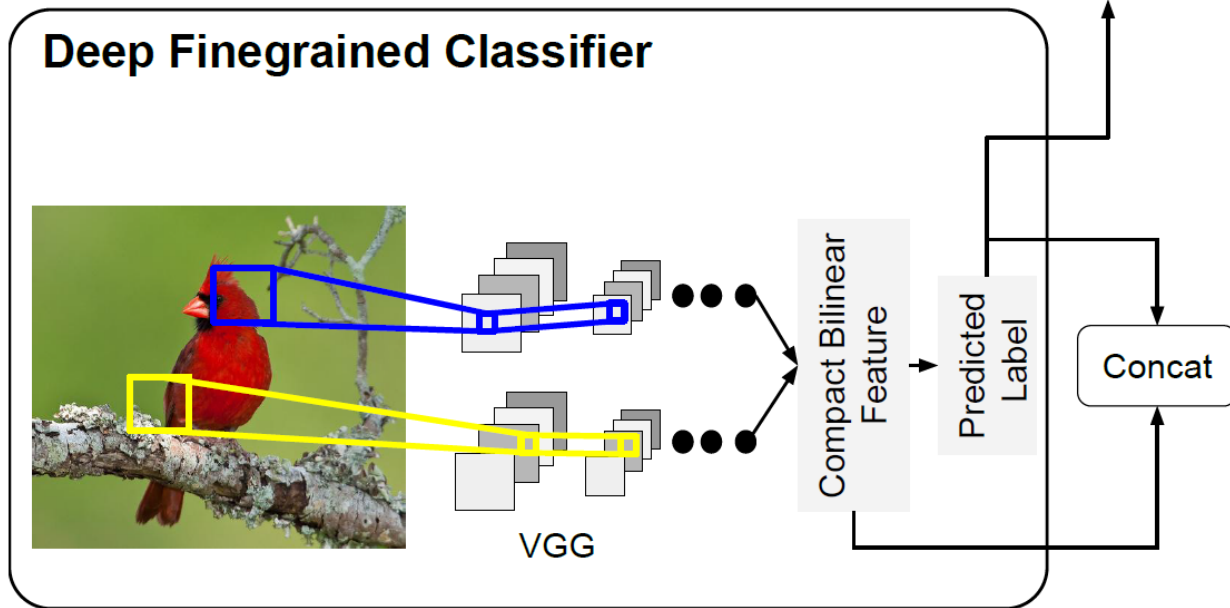 Deep Finegrained Classifier
VGG
Compact Bilinear
Feature
Predicted
Label
Concat